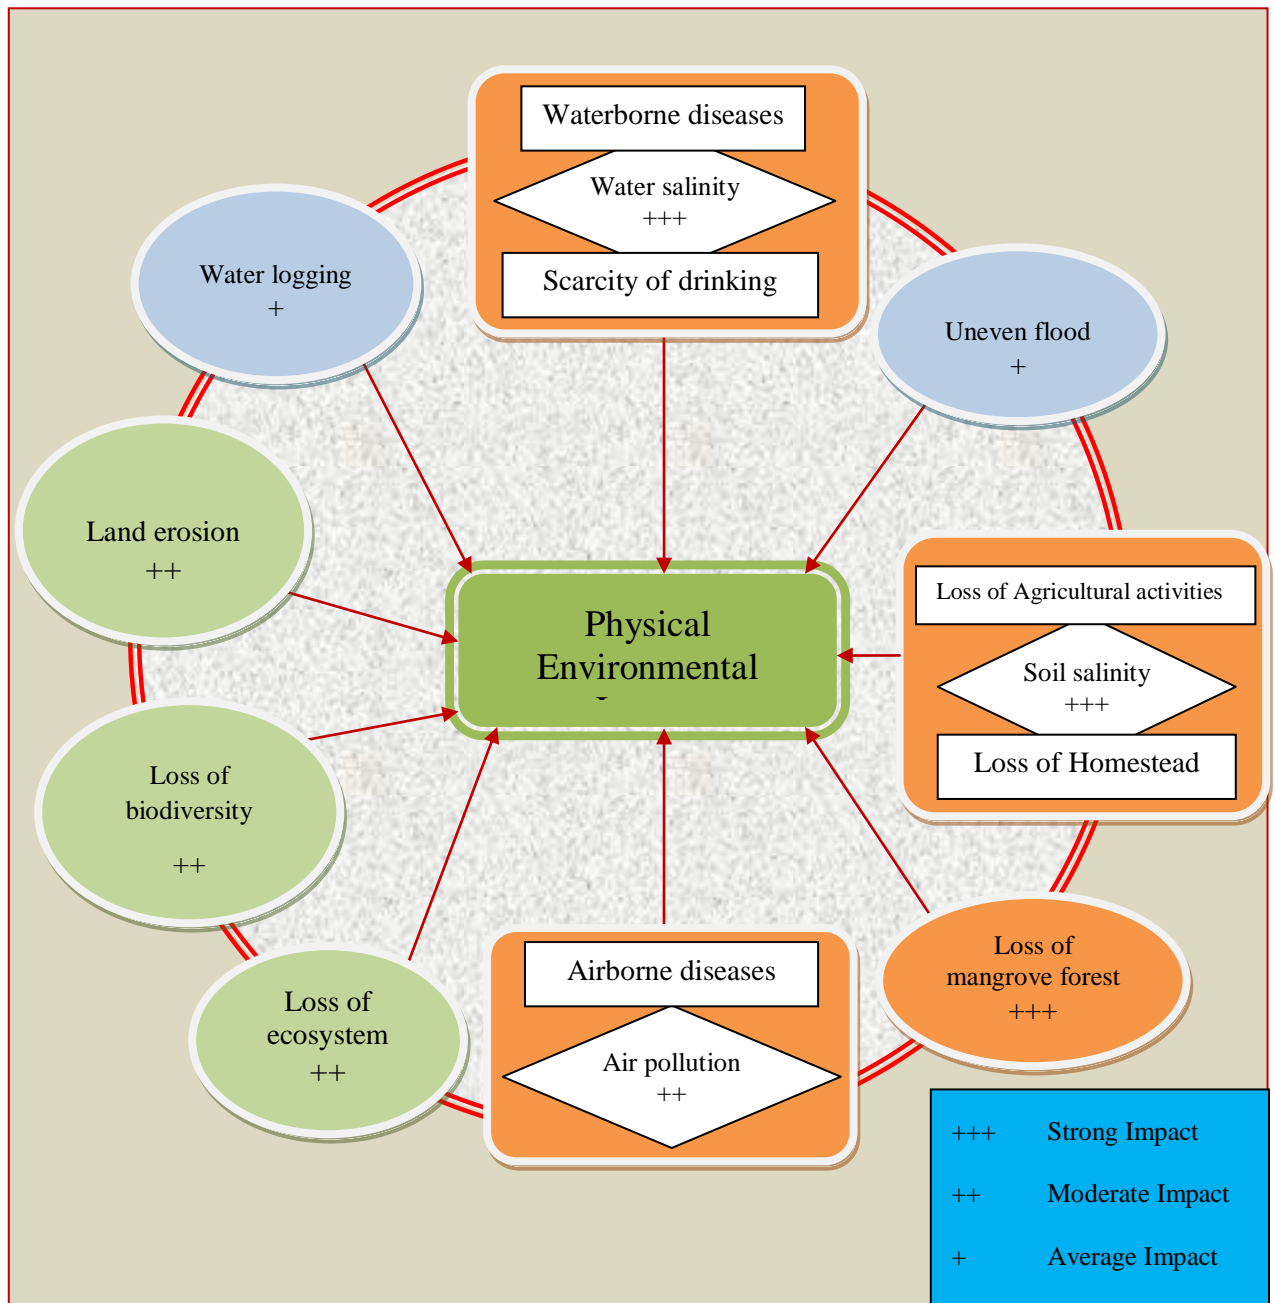 Waterborne diseases
Water salinity
+++
Scarcity of drinking
Water logging
+
Uneven flood
+
Land erosion
++
Physical
Environmental
Loss of Agricultural activities
Soil salinity
+++
Loss of Homestead
Loss of
biodiversity
++
Loss of
ecosystem
++
Airborne diseases
Air pollution
++
Loss of
mangrove forest
+++
+++ Strong Impact
++ Moderate Impact
+ Average Impact